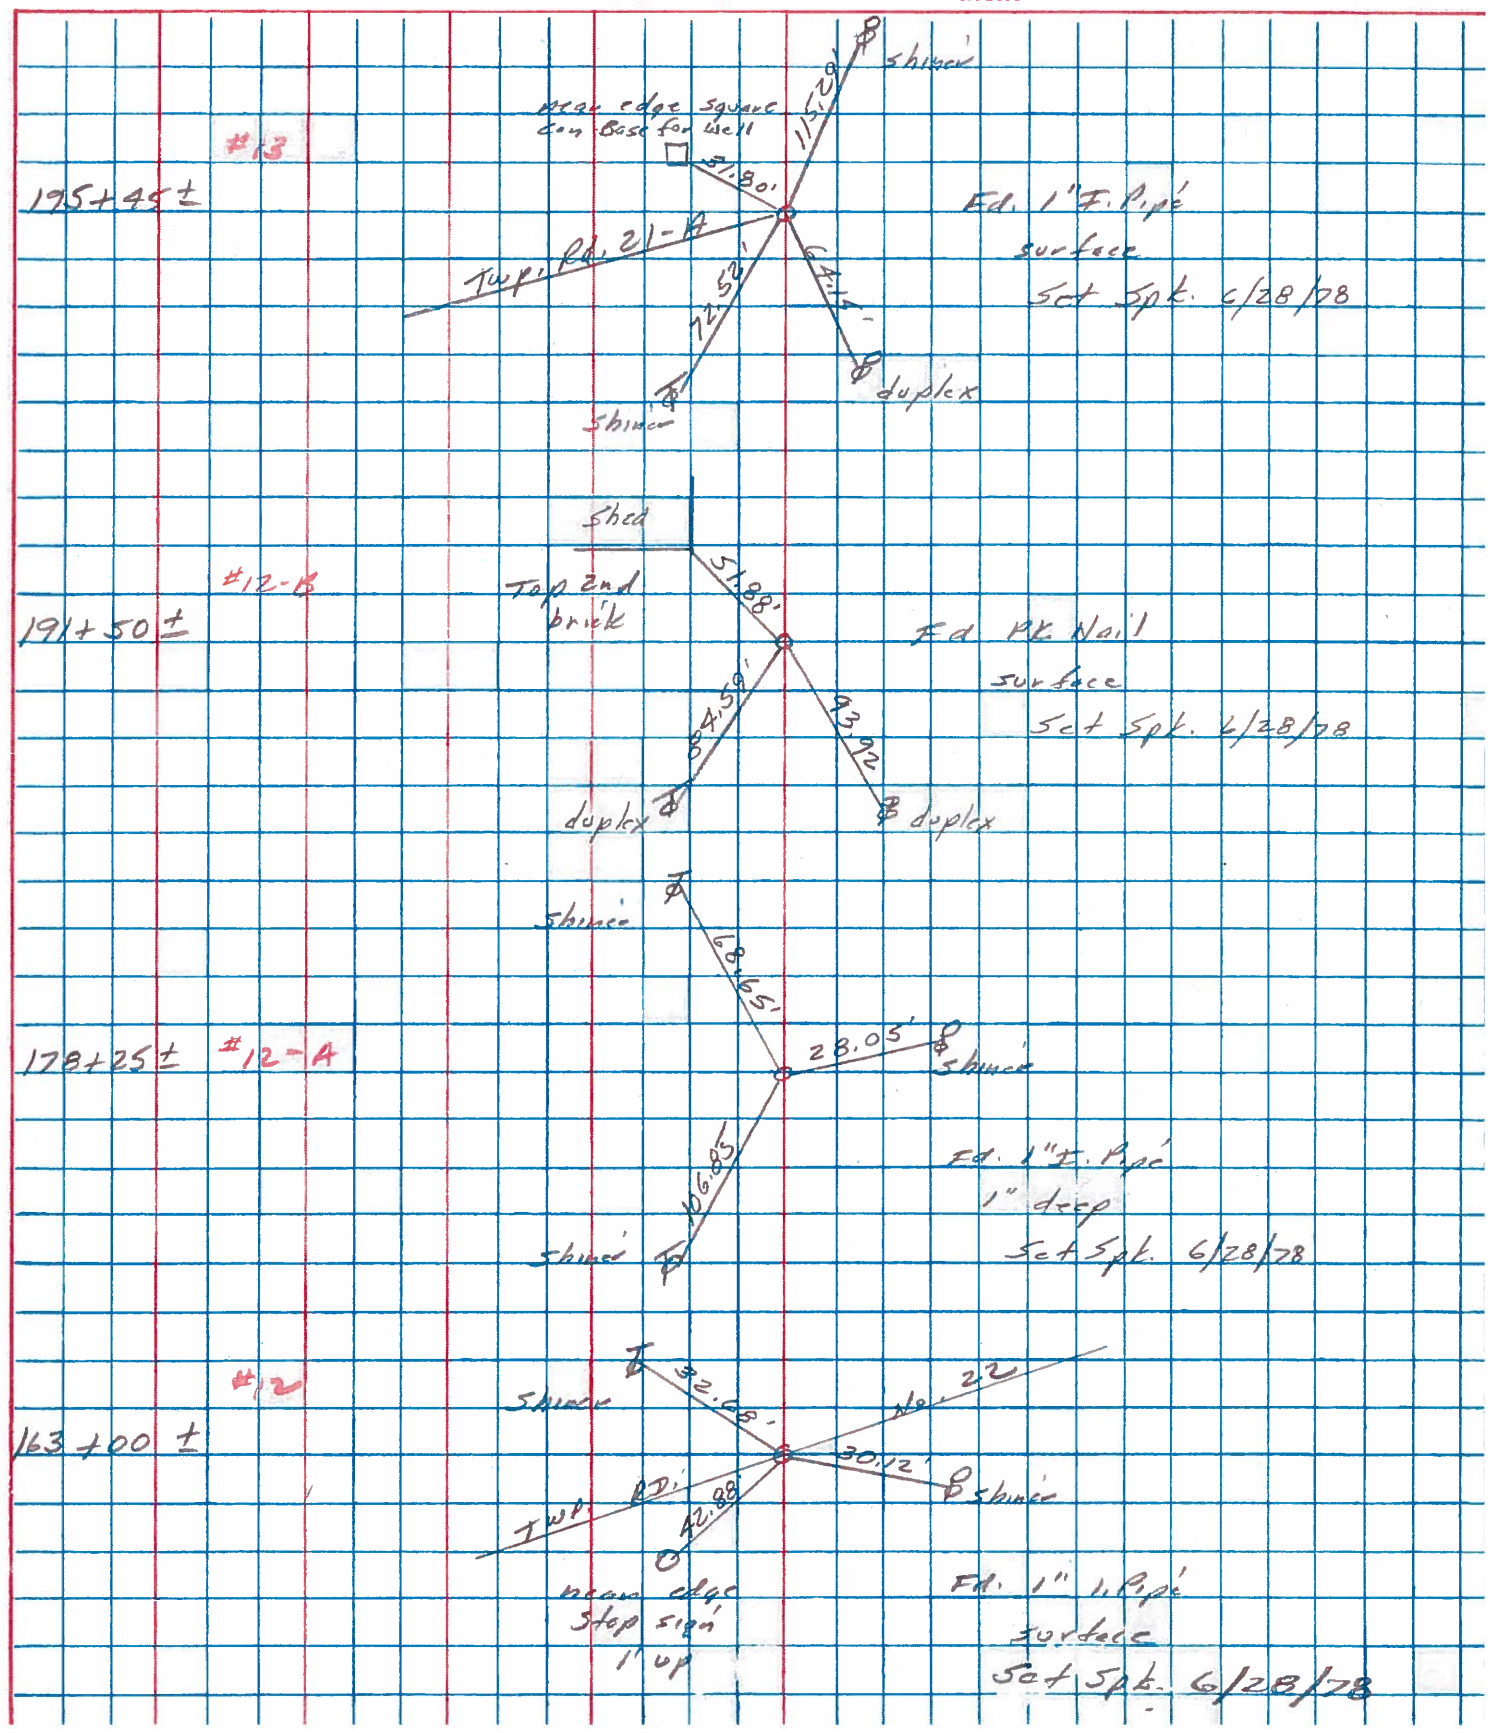 shiner
115.29'
near edge square
con Base for well
#13
31.80'
195+45 ±
Fd. 1" I. Pipe
Twp. Rd. 21-A
surface
72.52'
64.15'
Set Spk. 6/28/78
duplex
shiner
Shed
51.88'
#12-B
Top 2nd
brick
191+50 ±
Fd PK Nail
surface
84.59'
93.92
Set Spk. 6/28/78
duplex
duplex
shiner
68.65'
28.05'
178+25 ±
#12-A
shiner
106.85'
Fd. 1" I. Pipe
1" deep
shiner
Set Spk. 6/28/78
#12
32.68'
No. 22
shiner
163+00 ±
30.12'
shiner
Twp. RD.
42.88'
near edge
stop sign
1' up
Fd. 1" I. Pipe
surface
Set Spk. 6/28/78